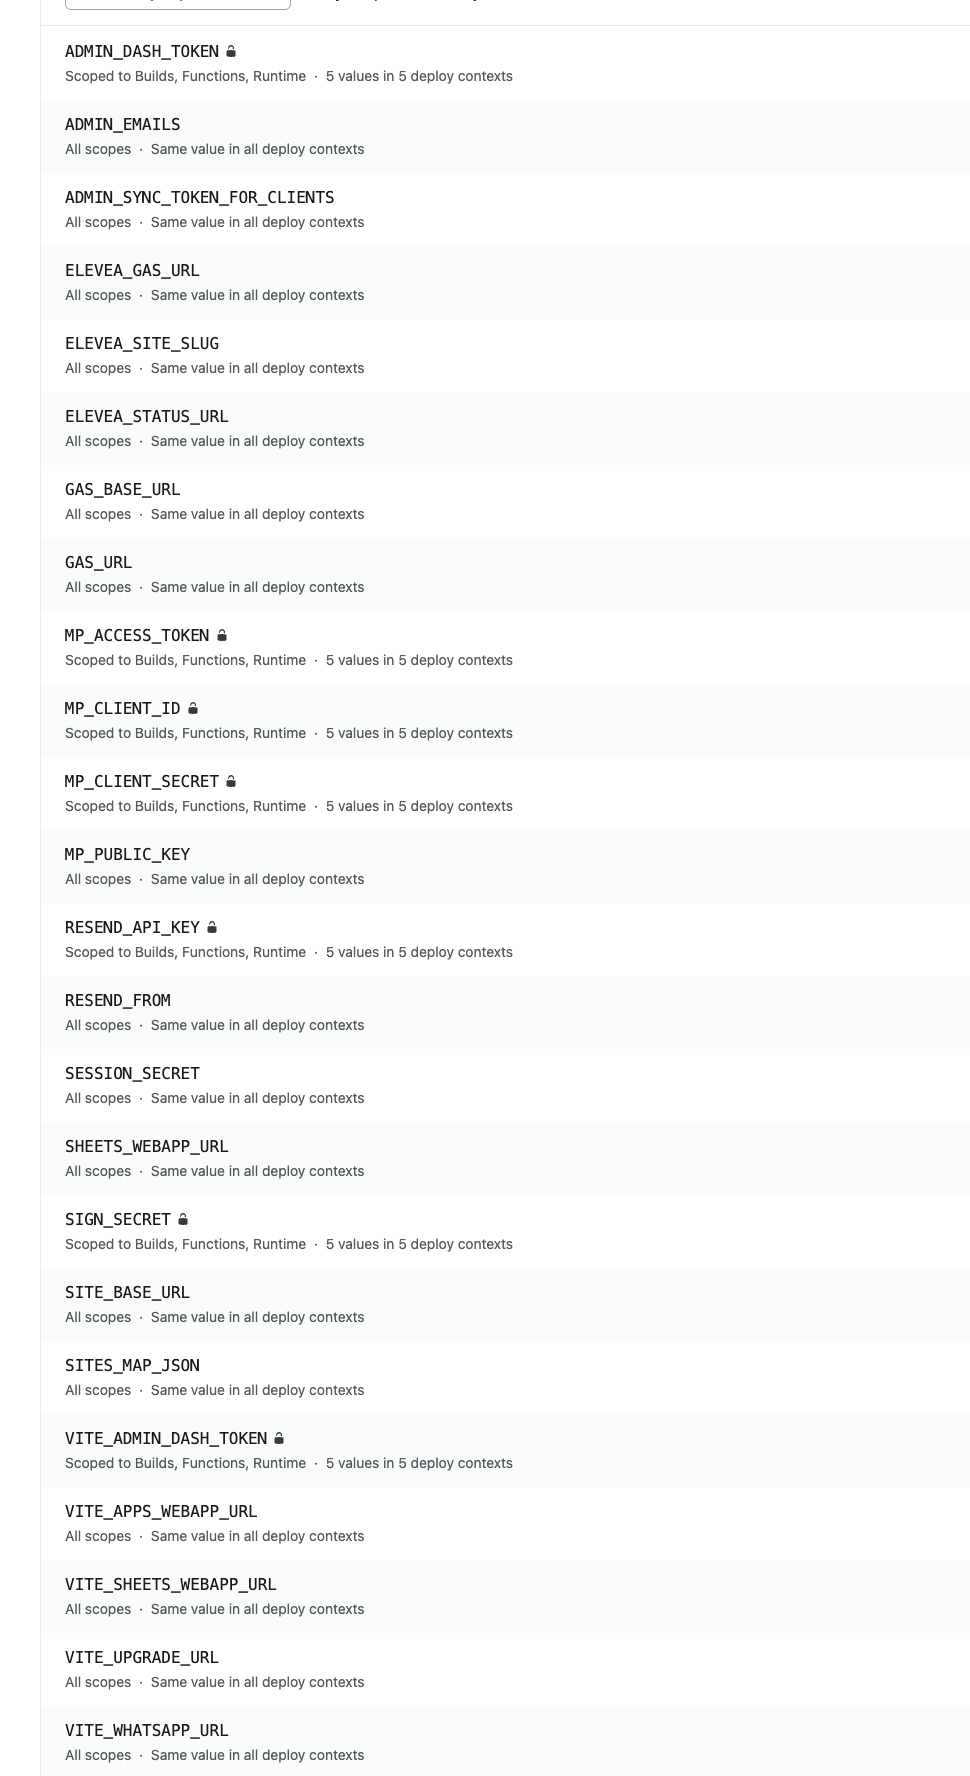 ADMIN_DASH_TOKEN
Scoped to Builds, Functions, Runtime · 5 values in 5 deploy contexts
ADMIN_EMAILS
All scopes · Same value in all deploy contexts
ADMIN_SYNC_TOKEN_FOR_CLIENTS
All scopes · Same value in all deploy contexts
ELEVEA_GAS_URL
All scopes · Same value in all deploy contexts
ELEVEA_SITE_SLUG
All scopes · Same value in all deploy contexts
ELEVEA_STATUS_URL
All scopes · Same value in all deploy contexts
GAS_BASE_URL
All scopes · Same value in all deploy contexts
GAS_URL
All scopes · Same value in all deploy contexts
MP_ACCESS_TOKEN
Scoped to Builds, Functions, Runtime · 5 values in 5 deploy contexts
MP_CLIENT_ID
Scoped to Builds, Functions, Runtime · 5 values in 5 deploy contexts
MP_CLIENT_SECRET
Scoped to Builds, Functions, Runtime · 5 values in 5 deploy contexts
MP_PUBLIC_KEY
All scopes · Same value in all deploy contexts
RESEND_API_KEY
Scoped to Builds, Functions, Runtime · 5 values in 5 deploy contexts
RESEND_FROM
All scopes · Same value in all deploy contexts
SESSION_SECRET
All scopes · Same value in all deploy contexts
SHEETS_WEBAPP_URL
All scopes · Same value in all deploy contexts
SIGN_SECRET
Scoped to Builds, Functions, Runtime · 5 values in 5 deploy contexts
SITE_BASE_URL
All scopes · Same value in all deploy contexts
SITES_MAP_JSON
All scopes · Same value in all deploy contexts
VITE_ADMIN_DASH_TOKEN
Scoped to Builds, Functions, Runtime · 5 values in 5 deploy contexts
VITE_APPS_WEBAPP_URL
All scopes · Same value in all deploy contexts
VITE_SHEETS_WEBAPP_URL
All scopes · Same value in all deploy contexts
VITE_UPGRADE_URL
All scopes · Same value in all deploy contexts
VITE_WHATSAPP_URL
All scopes · Same value in all deploy contexts